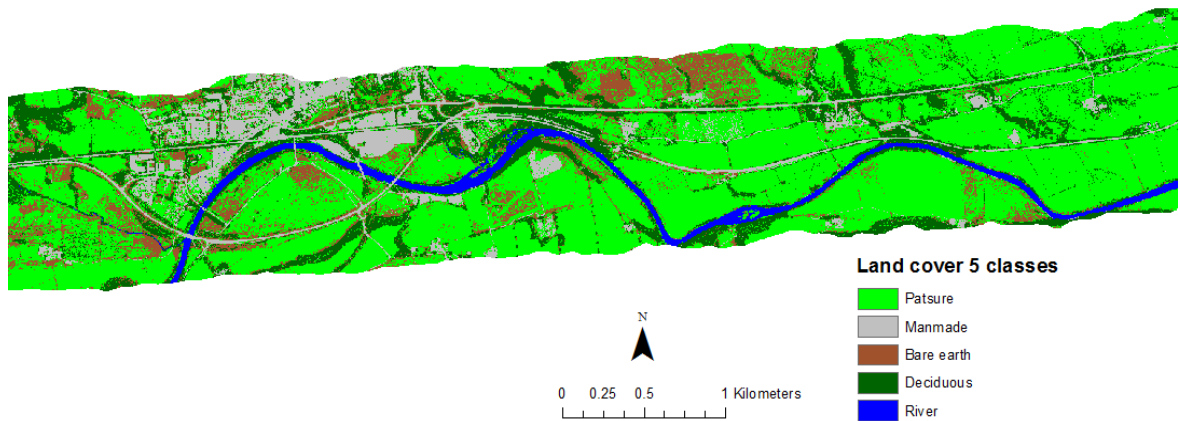 Land cover 5 classes
Patsure
Manmade
Bare earth
Deciduous
River
N
0 0.25 0.5 1 Kilometers